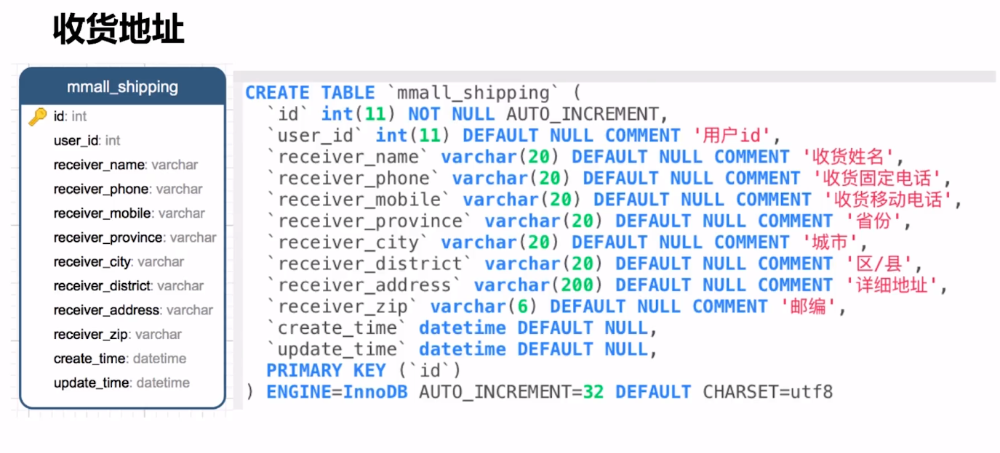 收货地址
mmall_shipping
id: int
user_id: int
receiver_name: varchar
receiver_phone: varchar
receiver_mobile: varchar
receiver_province: varchar
receiver_city: varchar
receiver_district: varchar
receiver_address: varchar
receiver_zip: varchar
create_time: datetime
update_time: datetime
CREATE TABLE `mmall_shipping` (
`id` int(11) NOT NULL AUTO_INCREMENT,
`user_id` int(11) DEFAULT NULL COMMENT '用户id',
`receiver_name` varchar(20) DEFAULT NULL COMMENT '收货姓名',
`receiver_phone` varchar(20) DEFAULT NULL COMMENT '收货固定电话',
`receiver_mobile` varchar(20) DEFAULT NULL COMMENT '收货移动电话',
`receiver_province` varchar(20) DEFAULT NULL COMMENT '省份',
`receiver_city` varchar(20) DEFAULT NULL COMMENT '城市',
`receiver_district` varchar(20) DEFAULT NULL COMMENT '区/县',
`receiver_address` varchar(200) DEFAULT NULL COMMENT '详细地址',
`receiver_zip` varchar(6) DEFAULT NULL COMMENT '邮编',
`create_time` datetime DEFAULT NULL,
`update_time` datetime DEFAULT NULL,
PRIMARY KEY (`id`)
) ENGINE=InnoDB AUTO_INCREMENT=32 DEFAULT CHARSET=utf8